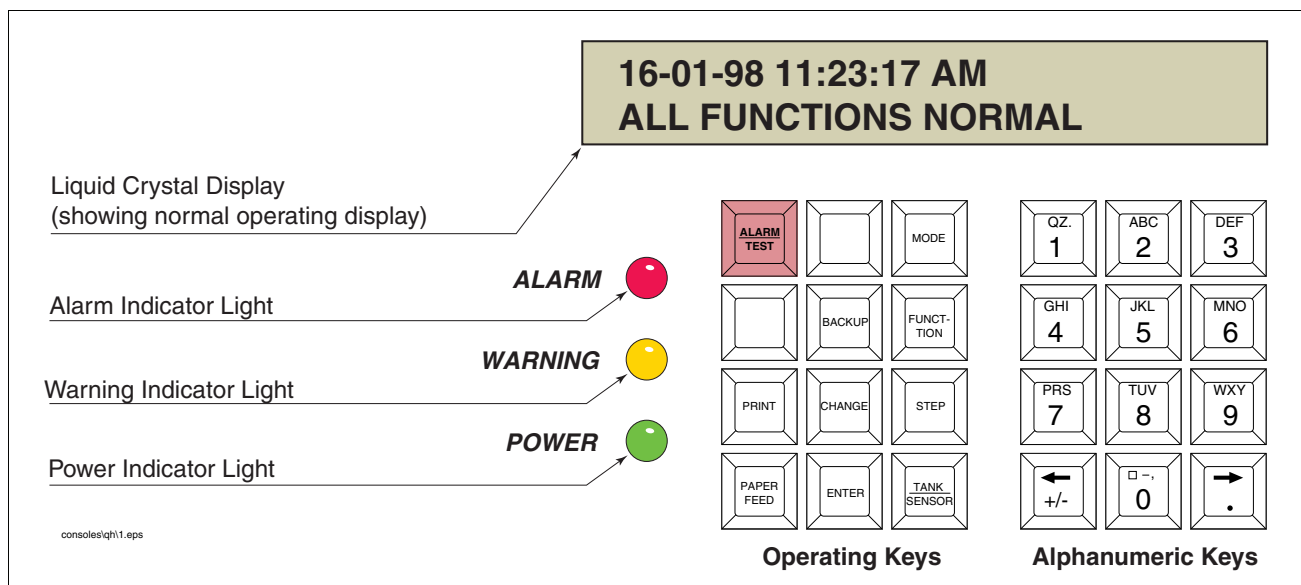 16-01-98 11:23:17 AM
ALL FUNCTIONS NORMAL
Liquid Crystal Display
(showing normal operating display)
ALARM
Alarm Indicator Light
WARNING
Warning Indicator Light
POWER
Power Indicator Light
consoles\qh\1.eps
ALARM
TEST
MODE
BACKUP
FUNCT-
TION
PRINT
CHANGE
STEP
PAPER
FEED
ENTER
TANK
SENSOR
Operating Keys
QZ.
1
ABC
2
DEF
3
GHI
4
JKL
5
MNO
6
PRS
7
TUV
8
WXY
9
←
+/-
□ –,
0
→
.
Alphanumeric Keys